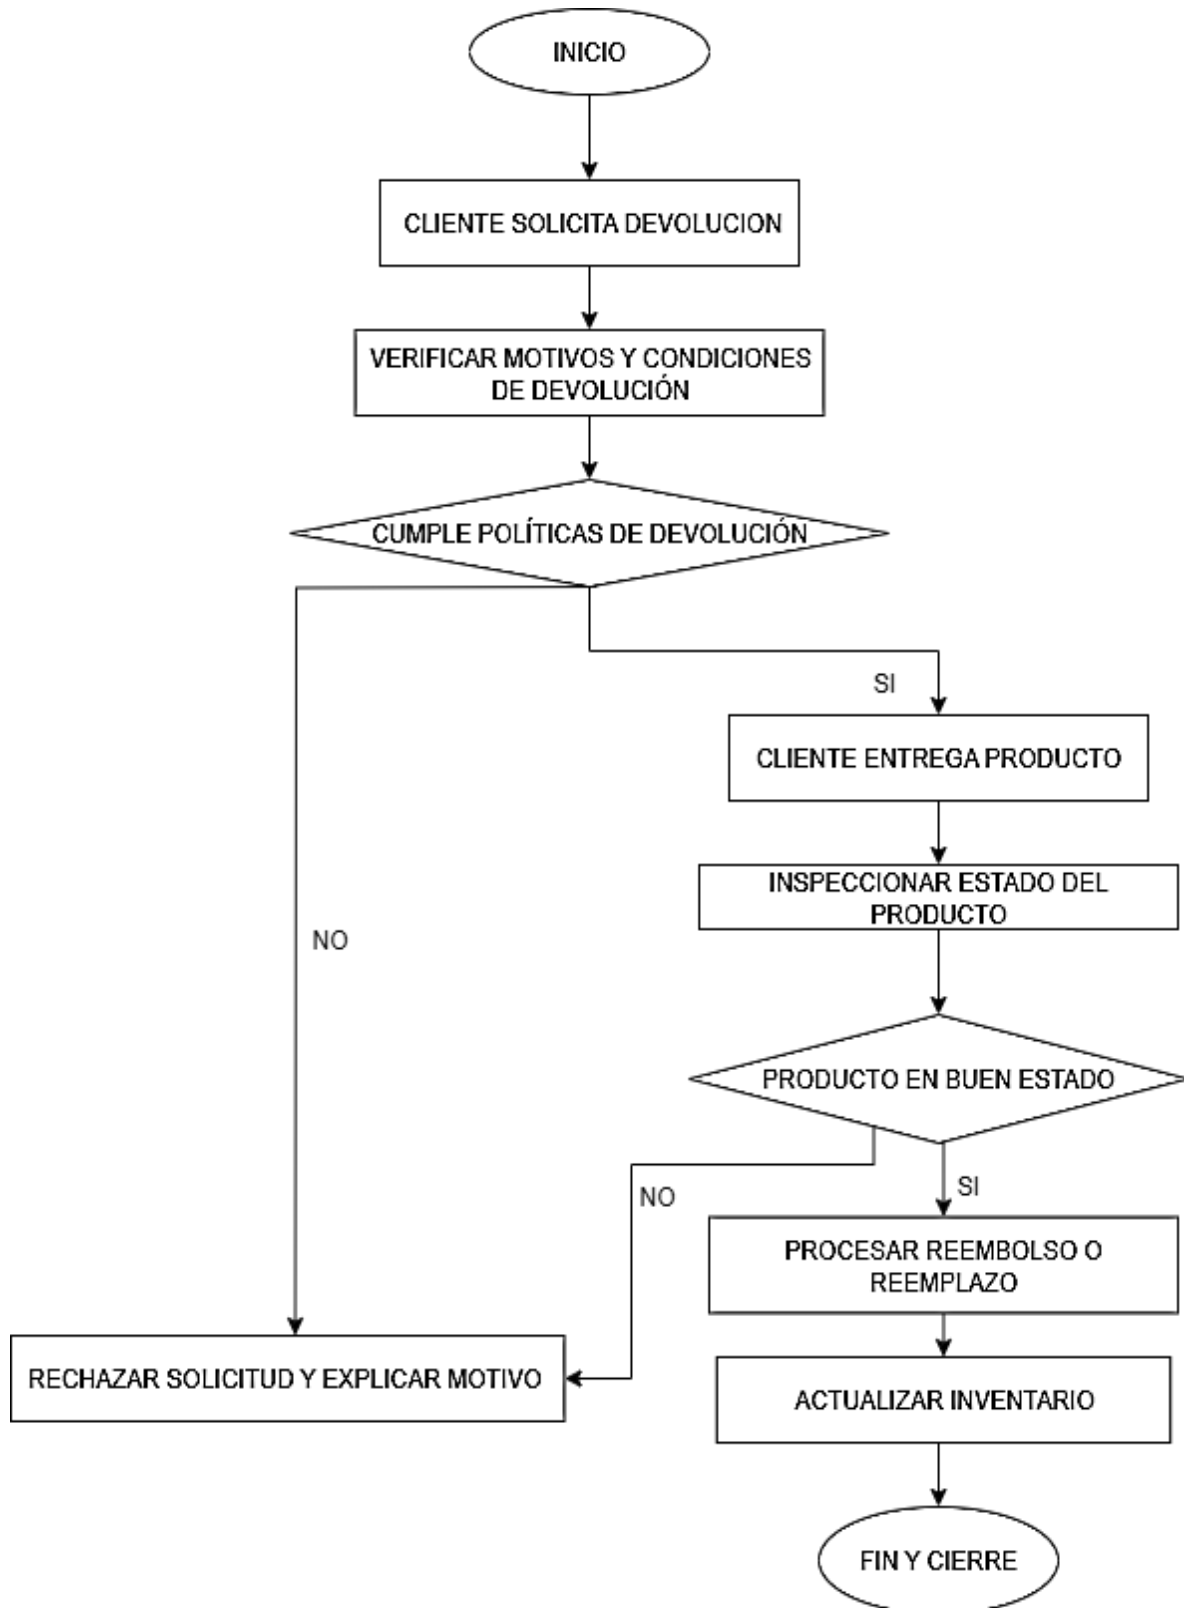 INICIO
CLIENTE SOLICITA DEVOLUCION
VERIFICAR MOTIVOS Y CONDICIONES
DE DEVOLUCIÓN
CUMPLE POLÍTICAS DE DEVOLUCIÓN
SI
CLIENTE ENTREGA PRODUCTO
INSPECCIONAR ESTADO DEL
PRODUCTO
NO
PRODUCTO EN BUEN ESTADO
NO
SI
PROCESAR REEMBOLSO O
REEMPLAZO
RECHAZAR SOLICITUD Y EXPLICAR MOTIVO
ACTUALIZAR INVENTARIO
FIN Y CIERRE